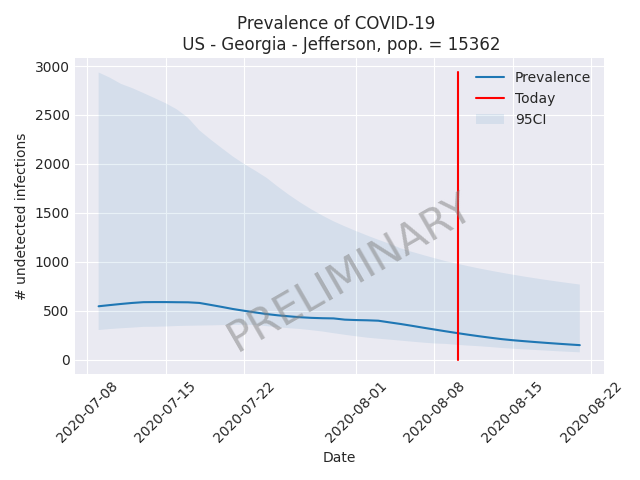 Prevalence of COVID-19
US - Georgia - Jefferson, pop. = 15362
3000
2500
2000
1500
1000
500
0
# undetected infections
Prevalence
Today
95CI
PRELIMINARY
2020-07-08
2020-07-15
2020-07-22
2020-08-01
2020-08-08
2020-08-15
2020-08-22
Date